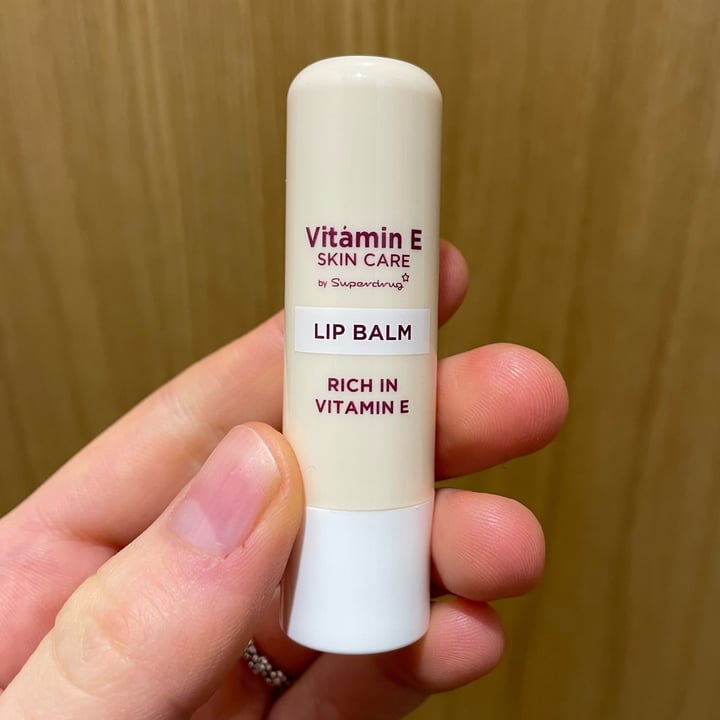 Vitamin E
SKIN CARE
by Superdrug
LIP BALM
RICH IN
VITAMIN E